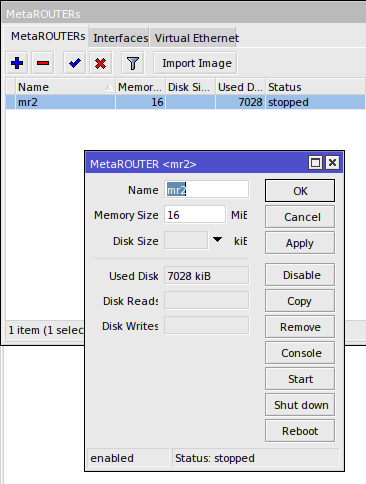 MetaROUTERs
MetaROUTERs Interfaces Virtual Ethernet
Import Image
Name Memor... Disk Si... Used D... Status
mr2 16 7028 stopped
MetaROUTER <mr2>
Name mr2 OK
Memory Size 16 MiB Cancel
Disk Size kiB Apply
Used Disk 7028 kiB Disable
Disk Reads Copy
Disk Writes Remove
Console
Start
Shut down
Reboot
1 item (1 selec
enabled Status: stopped